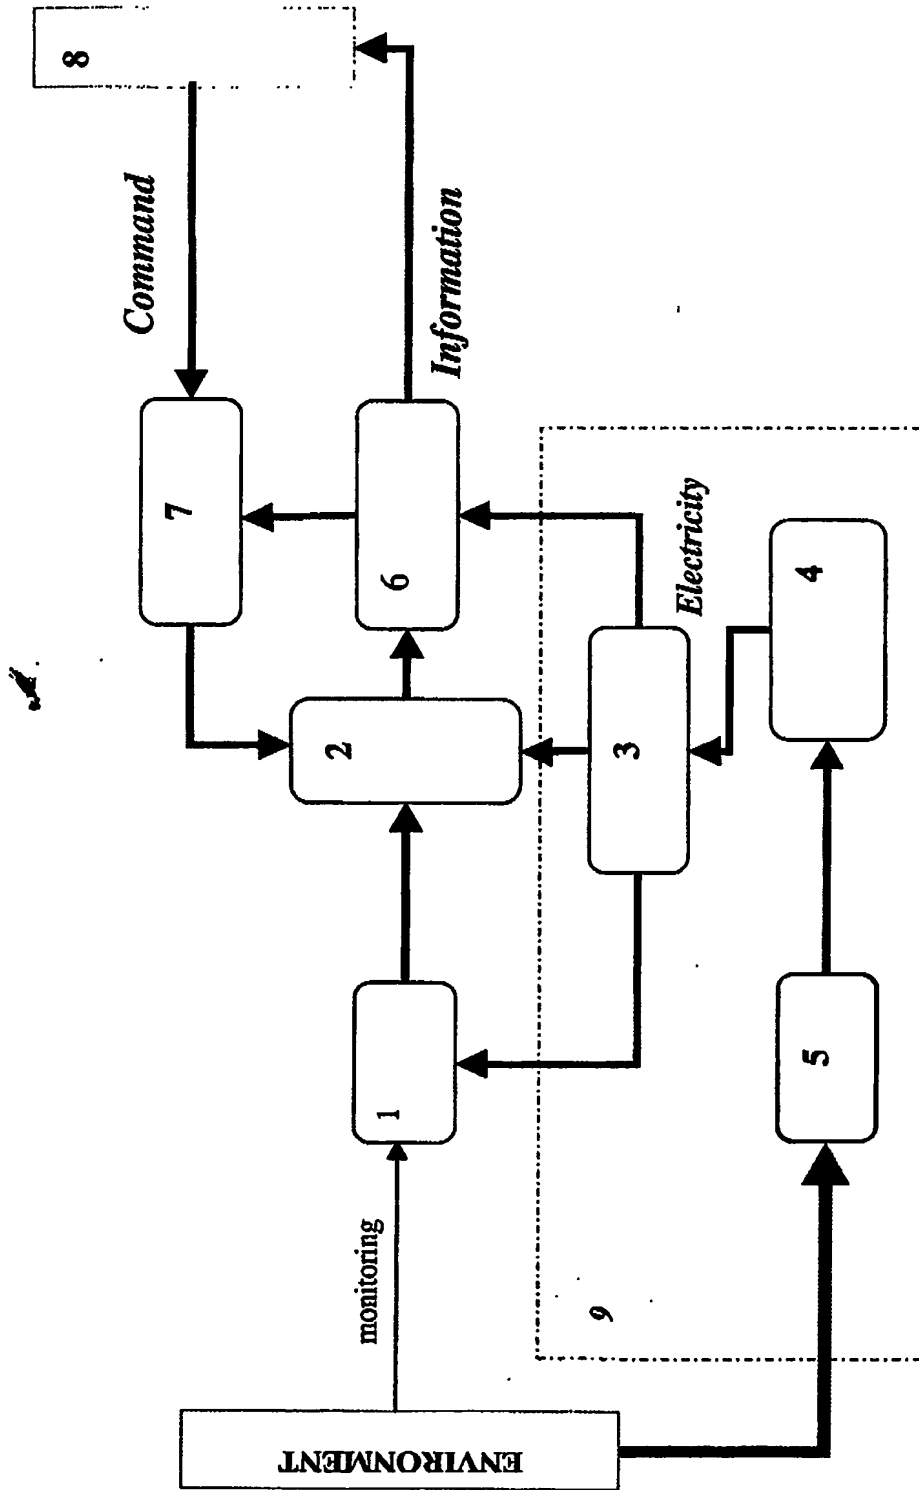 8
Command
7
Information
6
2
Electricity
3
4
1
5
monitoring
9
ENVIRONMENT